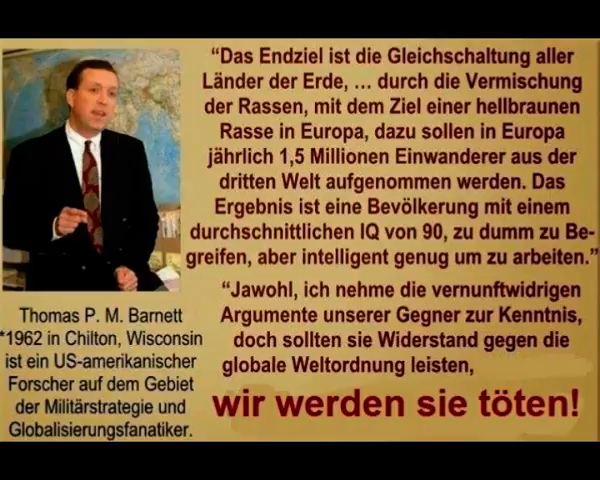 “Das Endziel ist die Gleichschaltung aller
Länder der Erde, ... durch die Vermischung
der Rassen, mit dem Ziel einer hellbraunen
Rasse in Europa, dazu sollen in Europa
jährlich 1,5 Millionen Einwanderer aus der
dritten Welt aufgenommen werden. Das
Ergebnis ist eine Bevölkerung mit einem
durchschnittlichen IQ von 90, zu dumm zu Be-
greifen, aber intelligent genug um zu arbeiten.”
“Jawohl, ich nehme die vernunftwidrigen
Argumente unserer Gegner zur Kenntnis,
doch sollten sie Widerstand gegen die
globale Weltordnung leisten,
wir werden sie töten!
Thomas P. M. Barnett
*1962 in Chilton, Wisconsin
ist ein US-amerikanischer
Forscher auf dem Gebiet
der Militärstrategie und
Globalisierungsfanatiker.